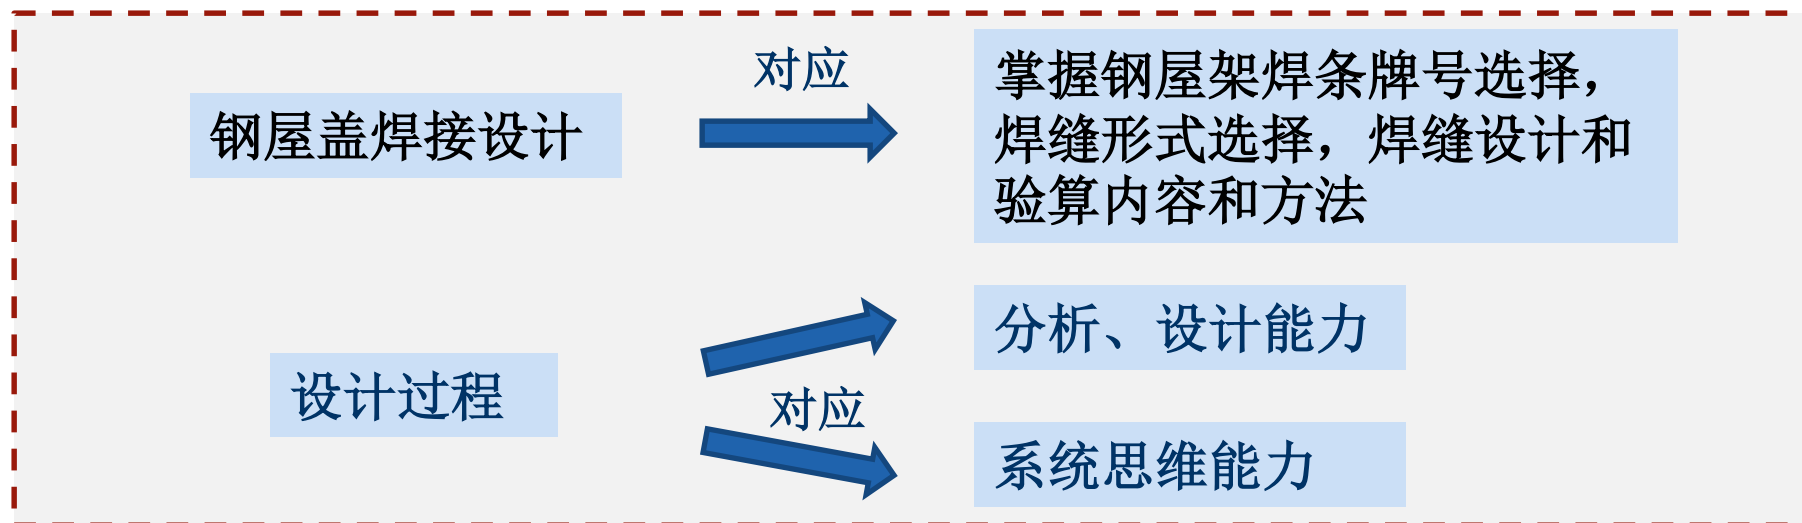 对应
钢屋盖焊接设计
掌握钢屋架焊条牌号选择，
焊缝形式选择，焊缝设计和
验算内容和方法
分析、设计能力
设计过程
对应
系统思维能力